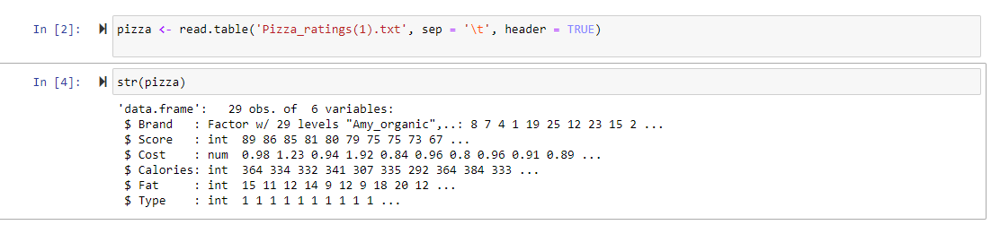 In [2]: pizza <- read.table('Pizza_ratings(1).txt', sep = '\t', header = TRUE)
In [4]: str(pizza)
'data.frame':   29 obs. of  6 variables:
 $ Brand   : Factor w/ 29 levels "Amy_organic",..: 8 7 4 1 19 25 12 23 15 2 ...
 $ Score   : int  89 86 85 81 80 79 75 75 73 67 ...
 $ Cost    : num  0.98 1.23 0.94 1.92 0.84 0.96 0.8 0.96 0.91 0.89 ...
 $ Calories: int  364 334 332 341 307 335 292 364 384 333 ...
 $ Fat     : int  15 11 12 14 9 12 9 18 20 12 ...
 $ Type    : int  1 1 1 1 1 1 1 1 1 1 ...